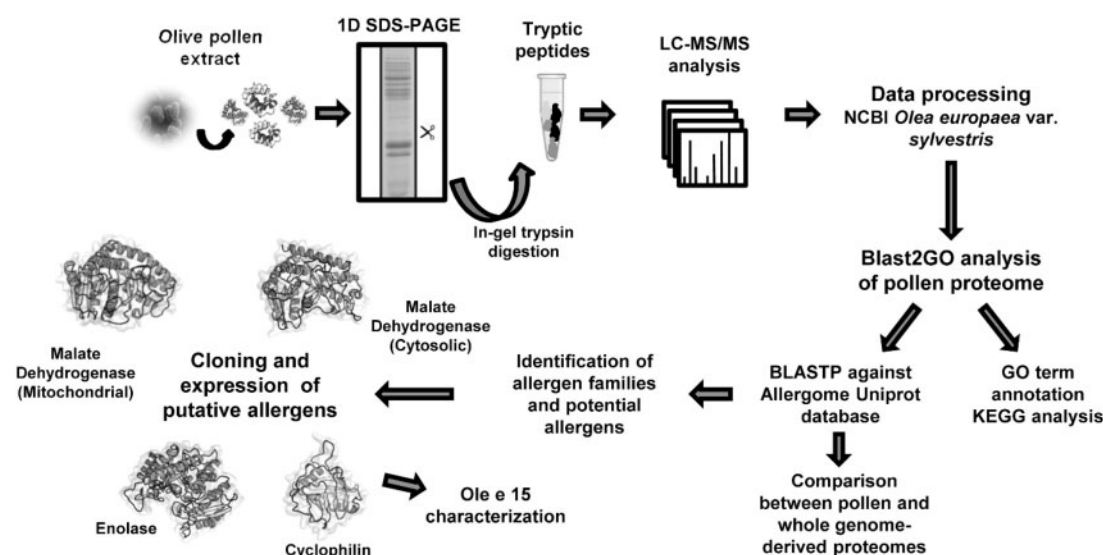 Olive pollen
extract
1D SDS-PAGE
Tryptic
peptides
LC-MS/MS
analysis
Data processing
NCBI Olea europaea var.
sylvestris
In-gel trypsin
digestion
Blast2GO analysis
of pollen proteome
GO term
annotation
KEGG analysis
BLASTP against
Allergome Uniprot
database
Comparison
between pollen and
whole genome-
derived proteomes
Identification of
allergen families
and potential
allergens
Cloning and
expression of
putative allergens
Malate
Dehydrogenase
(Mitochondrial)
Malate
Dehydrogenase
(Cytosolic)
Enolase
Cyclophilin
Ole e 15
characterization